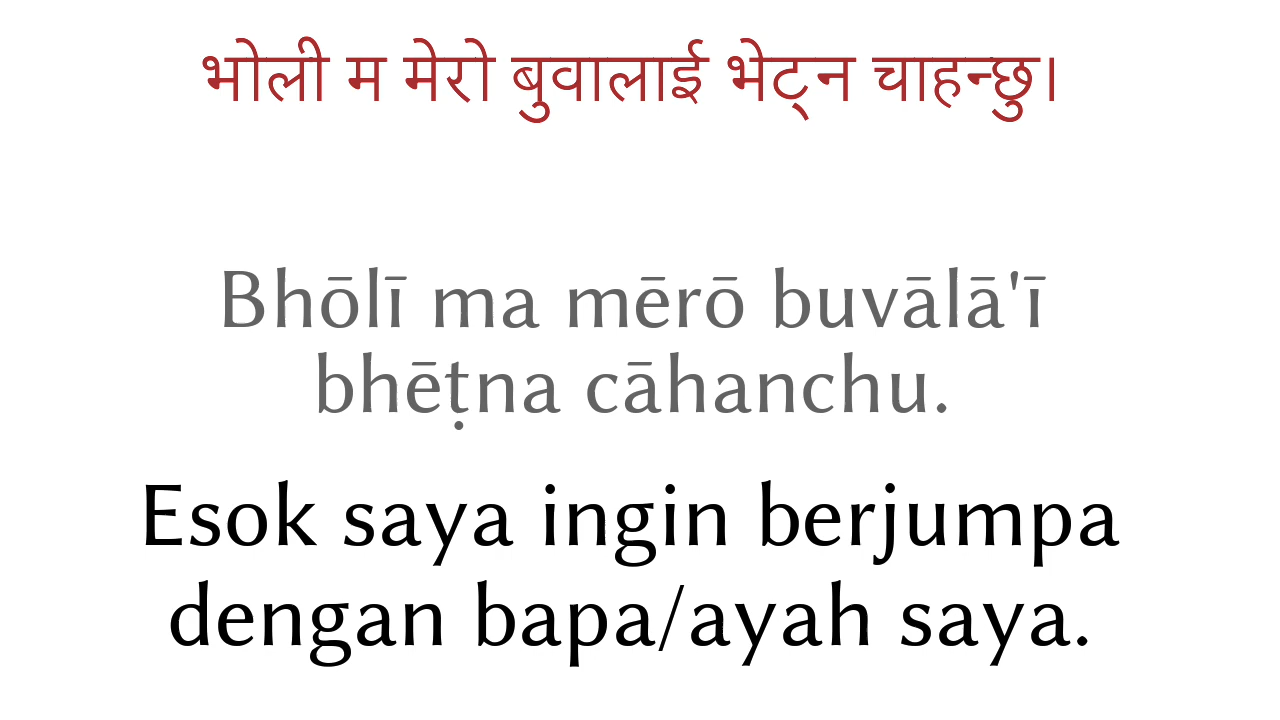 भोली म मेरो बुवालाई भेट्न चाहन्छु।
Bhōlī ma mērō buvālā'ī
bhēṭna cāhanchu.
Esok saya ingin berjumpa
dengan bapa/ayah saya.